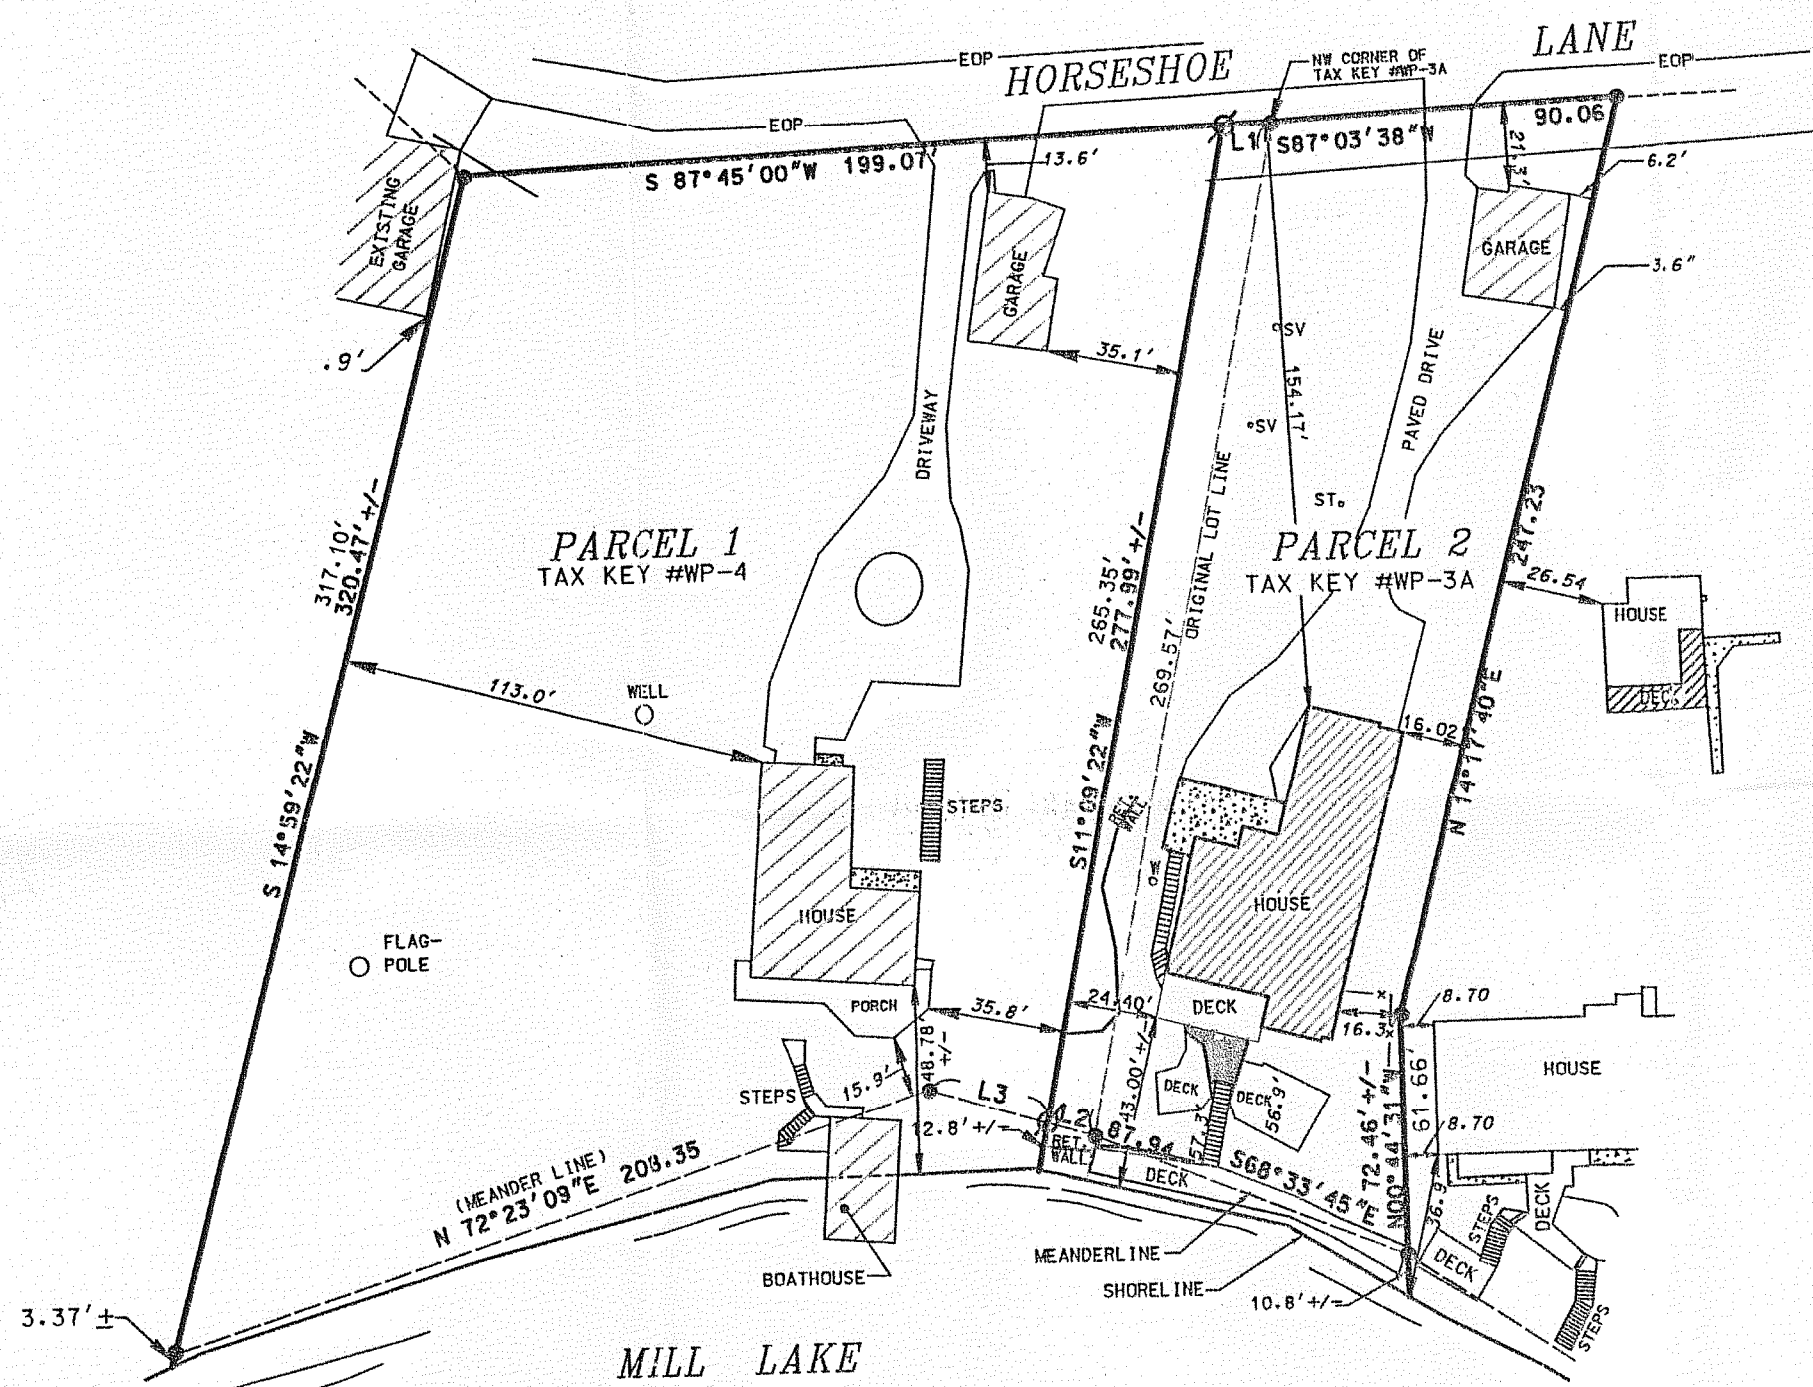 EOP
HORSESHOE
LANE
NW CORNER OF
TAX KEY #WP-3A
EOP
EOP
90.06
L1
S87°03'38"W
S 87°45'00"W 199.07'
13.6'
21.3'
6.2'
EXISTING
GARAGE
GARAGE
GARAGE
3.6"
.9'
35.1'
SV
SV
154.17'
PAVED DRIVE
DRIVEWAY
ORIGINAL LOT LINE
ST.
317.10'
320.47'+/-
PARCEL 1
TAX KEY #WP-4
265.35'
277.99'+/-
PARCEL 2
TAX KEY #WP-3A
247.23
26.54
HOUSE
DECK
269.57'
113.0'
WELL
16.02
N 14°17'40"E
S 14°59'22"W
S11°09'22"W
STEPS
RET.
WALL
HOUSE
HOUSE
FLAG-
POLE
PORCH
35.8'
24.40'
DECK
16.3
8.70
HOUSE
48.78'
+/-
43.00'+/-
15.9'
STEPS
L3
DECK
DECK
56.9'
57.3'
61.66'
72.46'+/-
N00°44'31"W
12.8'+/-
L2
87.94
RET.
WALL
DECK
S68°33'45"E
8.70
36.9'
STEPS
DECK
DECK
STEPS
(MEANDER LINE)
N 72°23'09"E 208.35
BOATHOUSE
MEANDERLINE
SHORELINE
10.8'+/-
3.37'±
MILL LAKE